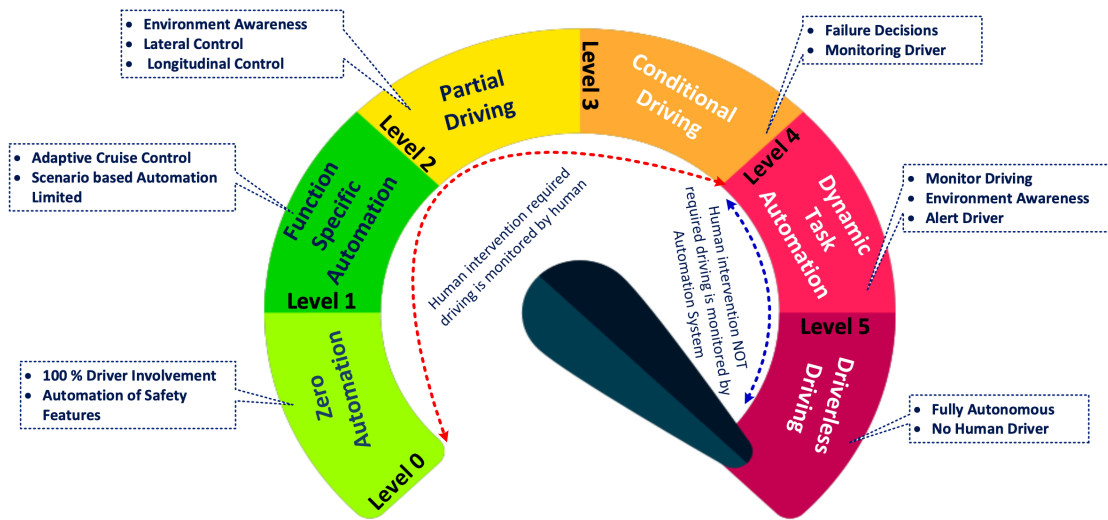 100 % Driver Involvement
Automation of Safety
Features
Level 0
Zero
Automation
Adaptive Cruise Control
Scenario based Automation
Limited
Level 1
Function
Specific
Automation
Environment Awareness
Lateral Control
Longitudinal Control
Level 2
Partial
Driving
Level 3
Conditional
Driving
Failure Decisions
Monitoring Driver
Level 4
Dynamic
Task
Automation
Monitor Driving
Environment Awareness
Alert Driver
Level 5
Driverless
Driving
Fully Autonomous
No Human Driver
Human intervention required
driving is monitored by human
Human intervention NOT
required driving is monitored by
Automation System